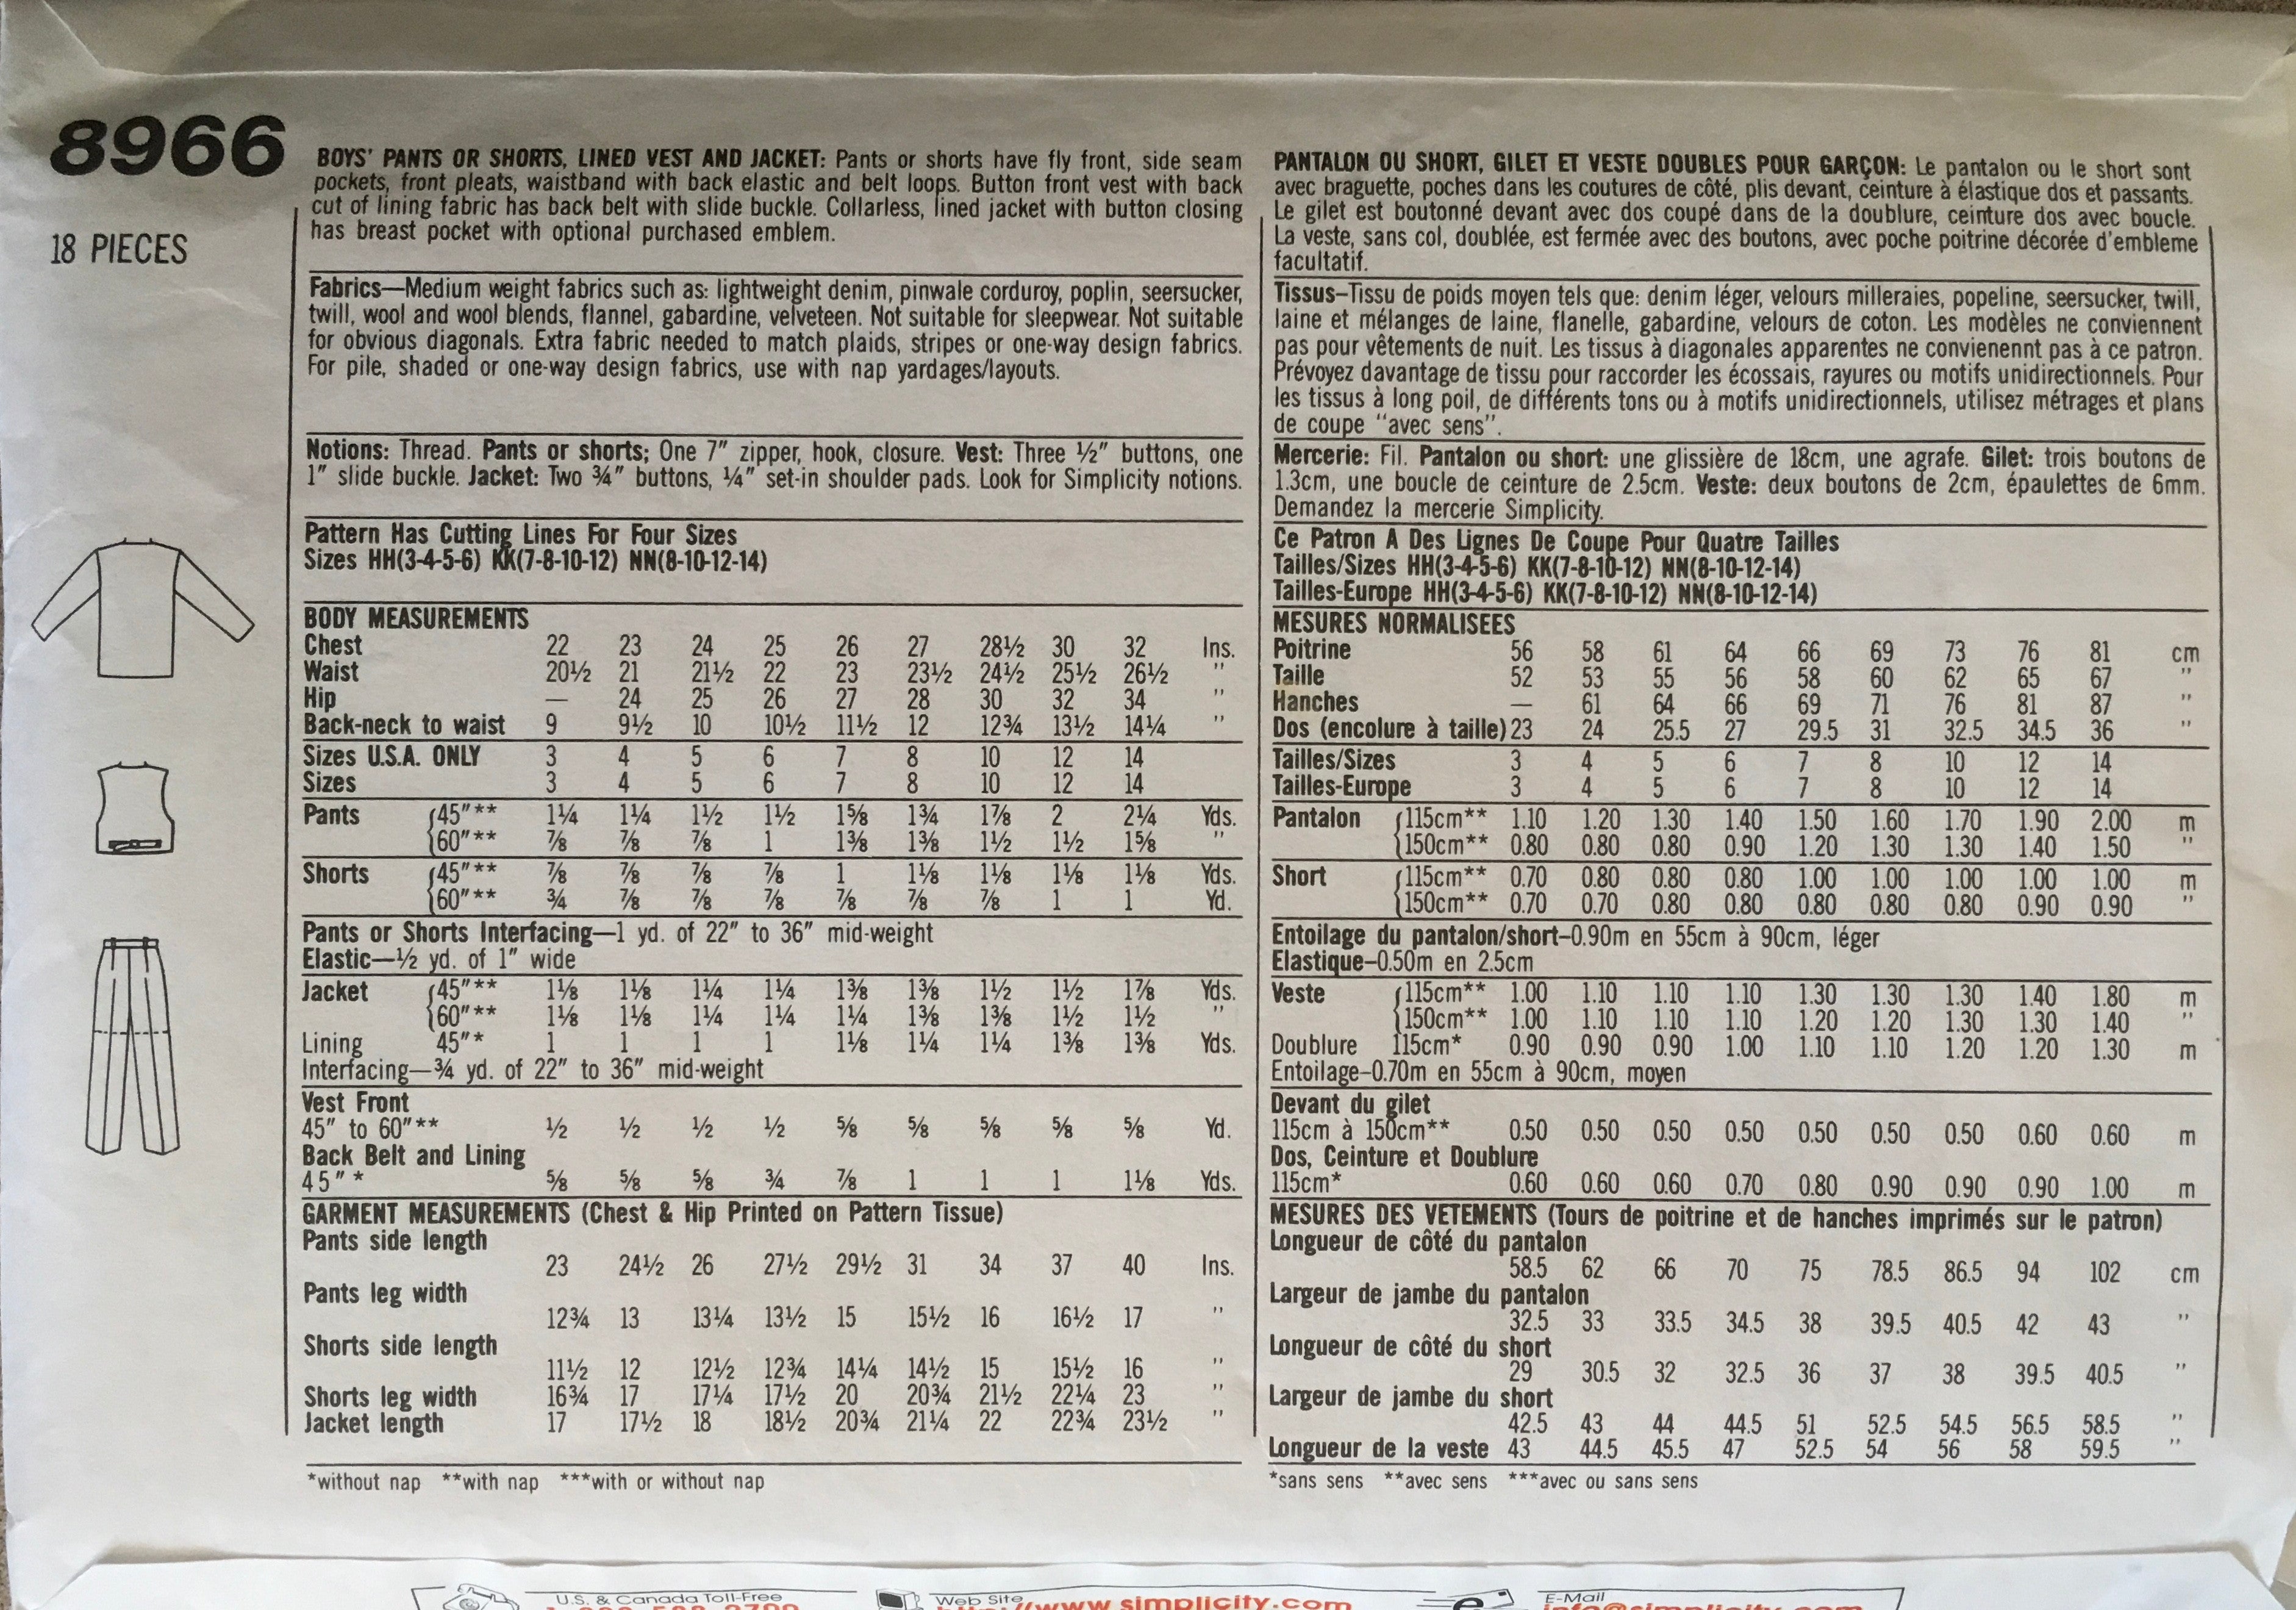 8966
18 PIECES
BOYS' PANTS OR SHORTS, LINED VEST AND JACKET: Pants or shorts have fly front, side seam
pockets, front pleats, waistband with back elastic and belt loops. Button front vest with back
cut of lining fabric has back belt with slide buckle. Collarless, lined jacket with button closing
has breast pocket with optional purchased emblem.
Fabrics—Medium weight fabrics such as: lightweight denim, pinwale corduroy, poplin, seersucker,
twill, wool and wool blends, flannel, gabardine, velveteen. Not suitable for sleepwear. Not suitable
for obvious diagonals. Extra fabric needed to match plaids, stripes or one-way design fabrics.
For pile, shaded or one-way design fabrics, use with nap yardages/layouts.
Notions: Thread. Pants or shorts; One 7" zipper, hook, closure. Vest: Three ½" buttons, one
1" slide buckle. Jacket: Two ¾" buttons, ¼" set-in shoulder pads. Look for Simplicity notions.
Pattern Has Cutting Lines For Four Sizes
Sizes HH(3-4-5-6) KK(7-8-10-12) NN(8-10-12-14)
BODY MEASUREMENTS
Chest 22 23 24 25 26 27 28½ 30 32 Ins.
Waist 20½ 21 21½ 22 23 23½ 24½ 25½ 26½ "
Hip — 24 25 26 27 28 30 32 34 "
Back-neck to waist 9 9½ 10 10½ 11½ 12 12¾ 13½ 14¼ "
Sizes U.S.A. ONLY 3 4 5 6 7 8 10 12 14
Sizes 3 4 5 6 7 8 10 12 14
Pants 45"** 1¼ 1¼ 1½ 1½ 1⅝ 1¾ 1⅞ 2 2¼ Yds.
60"** ⅞ ⅞ ⅞ 1 1⅜ 1⅜ 1½ 1½ 1⅝ "
Shorts 45"** ⅞ ⅞ ⅞ ⅞ 1 1⅛ 1⅛ 1⅛ 1⅛ Yds.
60"** ¾ ⅞ ⅞ ⅞ ⅞ ⅞ ⅞ 1 1 Yd.
Pants or Shorts Interfacing—1 yd. of 22" to 36" mid-weight
Elastic—½ yd. of 1" wide
Jacket 45"** 1⅛ 1⅛ 1¼ 1¼ 1⅜ 1⅜ 1½ 1½ 1⅞ Yds.
60"** 1⅛ 1⅛ 1¼ 1¼ 1¼ 1⅜ 1⅜ 1½ 1½ "
Lining 45"* 1 1 1 1 1⅛ 1¼ 1¼ 1⅜ 1⅜ Yds.
Interfacing—¾ yd. of 22" to 36" mid-weight
Vest Front
45" to 60"** ½ ½ ½ ½ ⅝ ⅝ ⅝ ⅝ ⅝ Yd.
Back Belt and Lining
45"* ⅝ ⅝ ⅝ ¾ ⅞ 1 1 1 1⅛ Yds.
GARMENT MEASUREMENTS (Chest & Hip Printed on Pattern Tissue)
Pants side length
23 24½ 26 27½ 29½ 31 34 37 40 Ins.
Pants leg width
12¾ 13 13¼ 13½ 15 15½ 16 16½ 17 "
Shorts side length
11½ 12 12½ 12¾ 14¼ 14½ 15 15½ 16 "
Shorts leg width 16¾ 17 17¼ 17½ 20 20¾ 21½ 22¼ 23 "
Jacket length 17 17½ 18 18½ 20¾ 21¼ 22 22¾ 23½ "
*without nap **with nap ***with or without nap
PANTALON OU SHORT, GILET ET VESTE DOUBLES POUR GARÇON: Le pantalon ou le short sont
avec braguette, poches dans les coutures de côté, plis devant, ceinture à élastique dos et passants.
Le gilet est boutonné devant avec dos coupé dans de la doublure, ceinture dos avec boucle.
La veste, sans col, doublée, est fermée avec des boutons, avec poche poitrine décorée d'embleme
facultatif.
Tissus—Tissu de poids moyen tels que: denim léger, velours milleraies, popeline, seersucker, twill,
laine et mélanges de laine, flanelle, gabardine, velours de coton. Les modèles ne conviennent
pas pour vêtements de nuit. Les tissus à diagonales apparentes ne convienennt pas à ce patron.
Prévoyez davantage de tissu pour raccorder les écossais, rayures ou motifs unidirectionnels. Pour
les tissus à long poil, de différents tons ou à motifs unidirectionnels, utilisez métrages et plans
de coupe "avec sens".
Mercerie: Fil. Pantalon ou short: une glissière de 18cm, une agrafe. Gilet: trois boutons de
1.3cm, une boucle de ceinture de 2.5cm. Veste: deux boutons de 2cm, épaulettes de 6mm.
Demandez la mercerie Simplicity.
Ce Patron A Des Lignes De Coupe Pour Quatre Tailles
Tailles/Sizes HH(3-4-5-6) KK(7-8-10-12) NN(8-10-12-14)
Tailles-Europe HH(3-4-5-6) KK(7-8-10-12) NN(8-10-12-14)
MESURES NORMALISEES
Poitrine 56 58 61 64 66 69 73 76 81 cm
Taille 52 53 55 56 58 60 62 65 67 "
Hanches — 61 64 66 69 71 76 81 87 "
Dos (encolure à taille) 23 24 25.5 27 29.5 31 32.5 34.5 36 "
Tailles/Sizes 3 4 5 6 7 8 10 12 14
Tailles-Europe 3 4 5 6 7 8 10 12 14
Pantalon 115cm** 1.10 1.20 1.30 1.40 1.50 1.60 1.70 1.90 2.00 m
150cm** 0.80 0.80 0.80 0.90 1.20 1.30 1.30 1.40 1.50 "
Short 115cm** 0.70 0.80 0.80 0.80 1.00 1.00 1.00 1.00 1.00 m
150cm** 0.70 0.70 0.80 0.80 0.80 0.80 0.80 0.90 0.90 "
Entoilage du pantalon/short–0.90m en 55cm à 90cm, léger
Elastique–0.50m en 2.5cm
Veste 115cm** 1.00 1.10 1.10 1.10 1.30 1.30 1.30 1.40 1.80 m
150cm** 1.00 1.10 1.10 1.10 1.20 1.20 1.30 1.30 1.40 "
Doublure 115cm* 0.90 0.90 0.90 1.00 1.10 1.10 1.20 1.20 1.30 m
Entoilage–0.70m en 55cm à 90cm, moyen
Devant du gilet
115cm à 150cm** 0.50 0.50 0.50 0.50 0.50 0.50 0.50 0.60 0.60 m
Dos, Ceinture et Doublure
115cm* 0.60 0.60 0.60 0.70 0.80 0.90 0.90 0.90 1.00 m
MESURES DES VETEMENTS (Tours de poitrine et de hanches imprimés sur le patron)
Longueur de côté du pantalon
58.5 62 66 70 75 78.5 86.5 94 102 cm
Largeur de jambe du pantalon
32.5 33 33.5 34.5 38 39.5 40.5 42 43 "
Longueur de côté du short
29 30.5 32 32.5 36 37 38 39.5 40.5 "
Largeur de jambe du short
42.5 43 44 44.5 51 52.5 54.5 56.5 58.5 "
Longueur de la veste 43 44.5 45.5 47 52.5 54 56 58 59.5 "
*sans sens **avec sens ***avec ou sans sens
U.S. & Canada Toll-Free
Web Site
www.simplicity.com
E-Mail